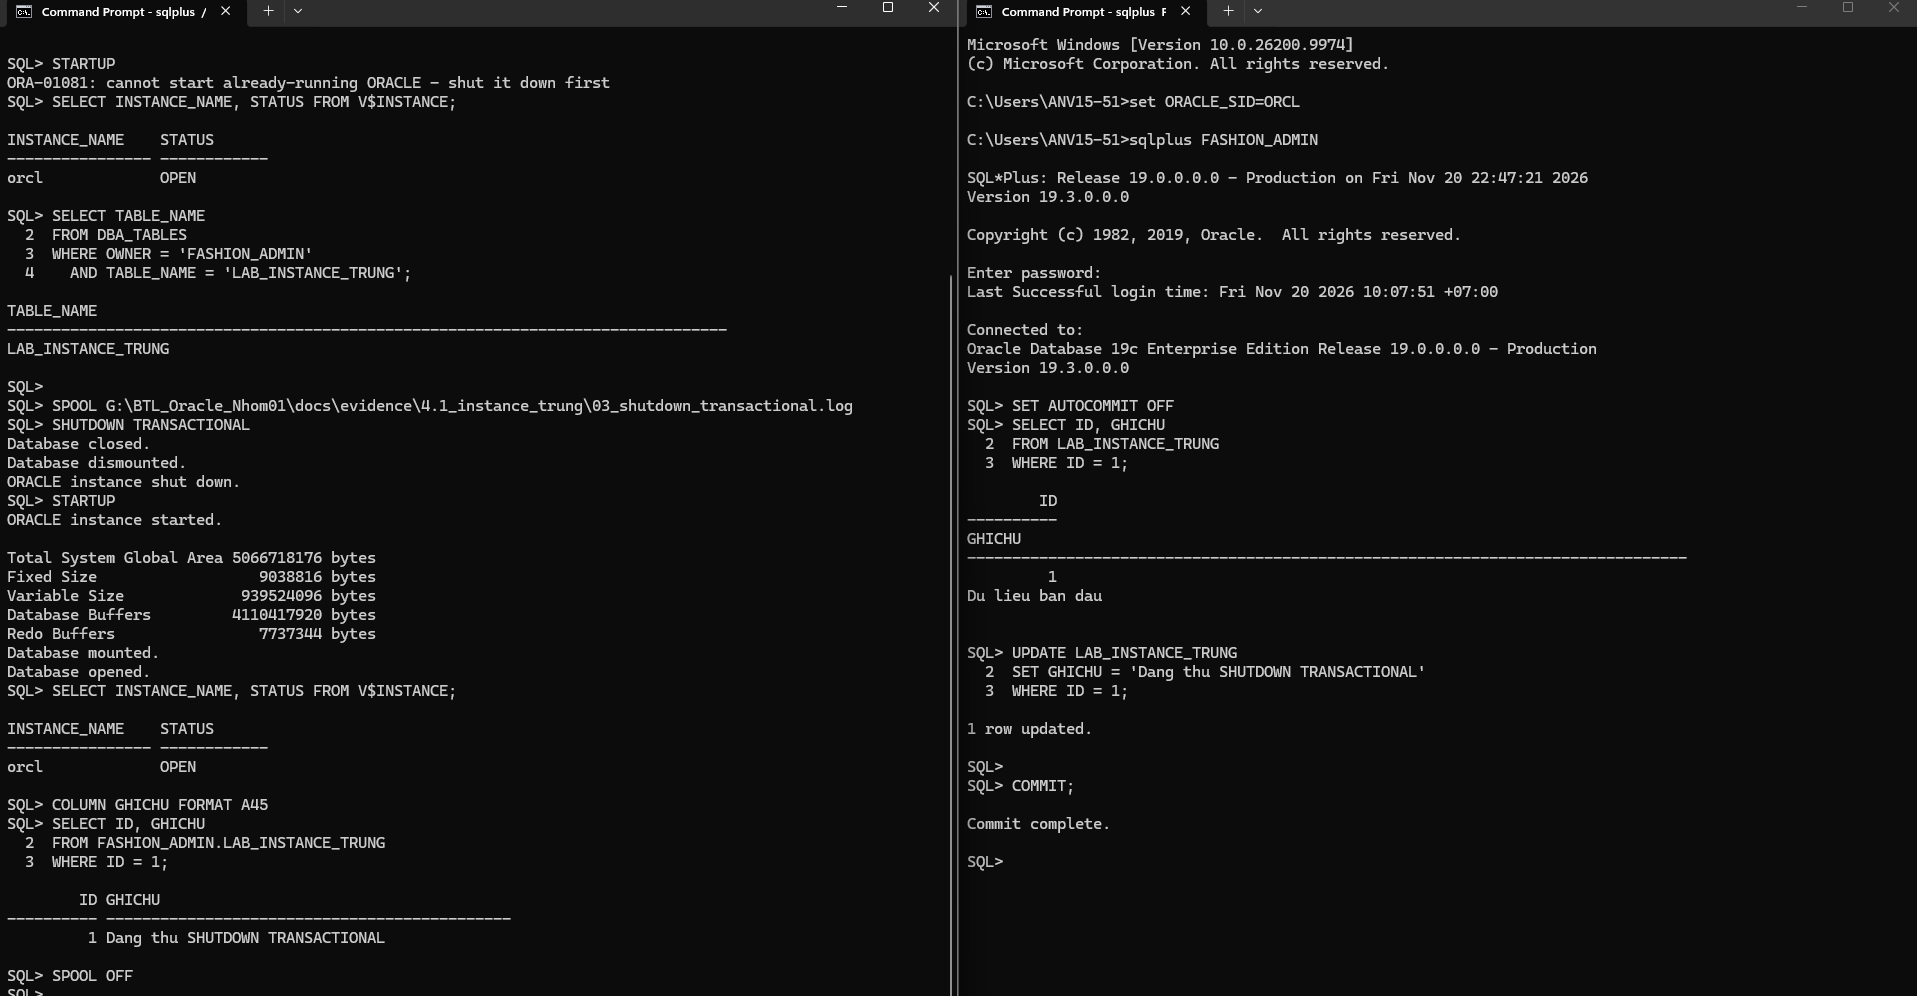 Command Prompt - sqlplus /
SQL> STARTUP
ORA-01081: cannot start already-running ORACLE - shut it down first
SQL> SELECT INSTANCE_NAME, STATUS FROM V$INSTANCE;
INSTANCE_NAME    STATUS
---------------- ------------
orcl             OPEN
SQL> SELECT TABLE_NAME
  2  FROM DBA_TABLES
  3  WHERE OWNER = 'FASHION_ADMIN'
  4    AND TABLE_NAME = 'LAB_INSTANCE_TRUNG';
TABLE_NAME
--------------------------------------------------------------------------------
LAB_INSTANCE_TRUNG
SQL>
SQL> SPOOL G:\BTL_Oracle_Nhom01\docs\evidence\4.1_instance_trung\03_shutdown_transactional.log
SQL> SHUTDOWN TRANSACTIONAL
Database closed.
Database dismounted.
ORACLE instance shut down.
SQL> STARTUP
ORACLE instance started.
Total System Global Area 5066718176 bytes
Fixed Size                  9038816 bytes
Variable Size             939524096 bytes
Database Buffers         4110417920 bytes
Redo Buffers                7737344 bytes
Database mounted.
Database opened.
SQL> SELECT INSTANCE_NAME, STATUS FROM V$INSTANCE;
INSTANCE_NAME    STATUS
---------------- ------------
orcl             OPEN
SQL> COLUMN GHICHU FORMAT A45
SQL> SELECT ID, GHICHU
  2  FROM FASHION_ADMIN.LAB_INSTANCE_TRUNG
  3  WHERE ID = 1;
        ID GHICHU
---------- ---------------------------------------------
         1 Dang thu SHUTDOWN TRANSACTIONAL
SQL> SPOOL OFF
SQL>
Command Prompt - sqlplus F
Microsoft Windows [Version 10.0.26200.9974]
(c) Microsoft Corporation. All rights reserved.
C:\Users\ANV15-51>set ORACLE_SID=ORCL
C:\Users\ANV15-51>sqlplus FASHION_ADMIN
SQL*Plus: Release 19.0.0.0.0 - Production on Fri Nov 20 22:47:21 2026
Version 19.3.0.0.0
Copyright (c) 1982, 2019, Oracle.  All rights reserved.
Enter password:
Last Successful login time: Fri Nov 20 2026 10:07:51 +07:00
Connected to:
Oracle Database 19c Enterprise Edition Release 19.0.0.0.0 - Production
Version 19.3.0.0.0
SQL> SET AUTOCOMMIT OFF
SQL> SELECT ID, GHICHU
  2  FROM LAB_INSTANCE_TRUNG
  3  WHERE ID = 1;
        ID
----------
GHICHU
--------------------------------------------------------------------------------
         1
Du lieu ban dau
SQL> UPDATE LAB_INSTANCE_TRUNG
  2  SET GHICHU = 'Dang thu SHUTDOWN TRANSACTIONAL'
  3  WHERE ID = 1;
1 row updated.
SQL>
SQL> COMMIT;
Commit complete.
SQL>